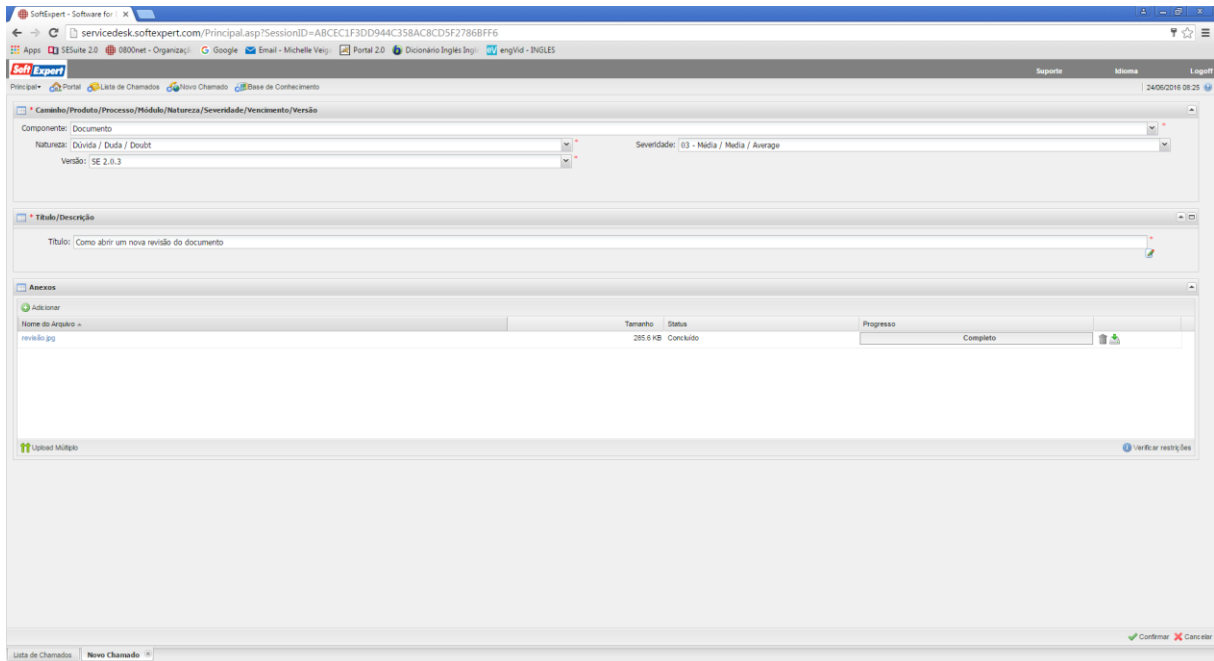 SoftExpert - Software for
servicedesk.softexpert.com/Principal.asp?SessionID=ABCEC1F3DD944C358AC8CD5F2786BFF6
Apps SESuite 2.0 0800net - Organizaçã Google Email - Michelle Veiga Portal 2.0 Dicionário Inglês Inglê engVid - INGLES
Soft Expert Suporte Idioma Logoff
Principal Portal Lista de Chamados Novo Chamado Base de Conhecimento 24/06/2016 08:25
* Caminho/Produto/Processo/Módulo/Natureza/Severidade/Vencimento/Versão
Componente: Documento *
Natureza: Dúvida / Duda / Doubt * Severidade: 03 - Média / Media / Average
Versão: SE 2.0.3 *
* Título/Descrição
Título: Como abrir um nova revisão do documento *
Anexos
Adicionar
Nome do Arquivo Tamanho Status Progresso
revisão.jpg 285.6 KB Concluído Completo
Upload Múltiplo Verificar restrições
Confirmar Cancelar
Lista de Chamados Novo Chamado